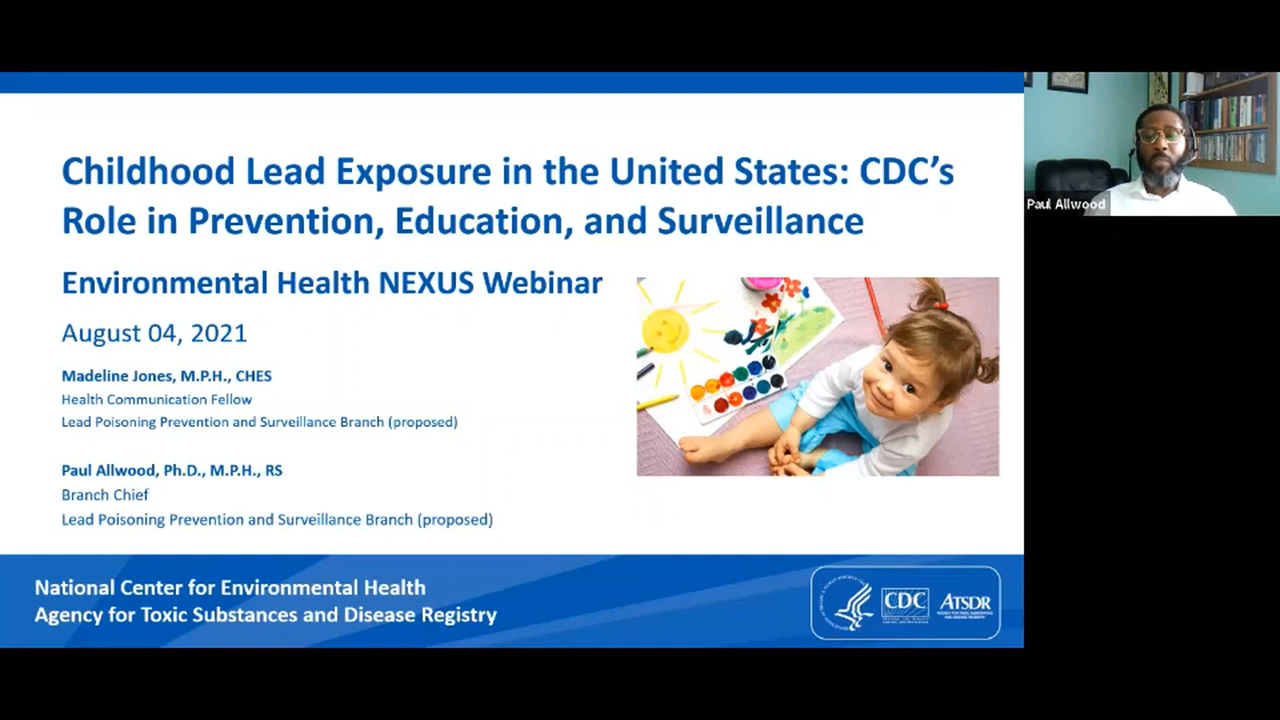 Childhood Lead Exposure in the United States: CDC's
Role in Prevention, Education, and Surveillance
Environmental Health NEXUS Webinar
August 04, 2021
Madeline Jones, M.P.H., CHES
Health Communication Fellow
Lead Poisoning Prevention and Surveillance Branch (proposed)
Paul Allwood, Ph.D., M.P.H., RS
Branch Chief
Lead Poisoning Prevention and Surveillance Branch (proposed)
National Center for Environmental Health
Agency for Toxic Substances and Disease Registry
CDC
ATSDR
Paul Allwood